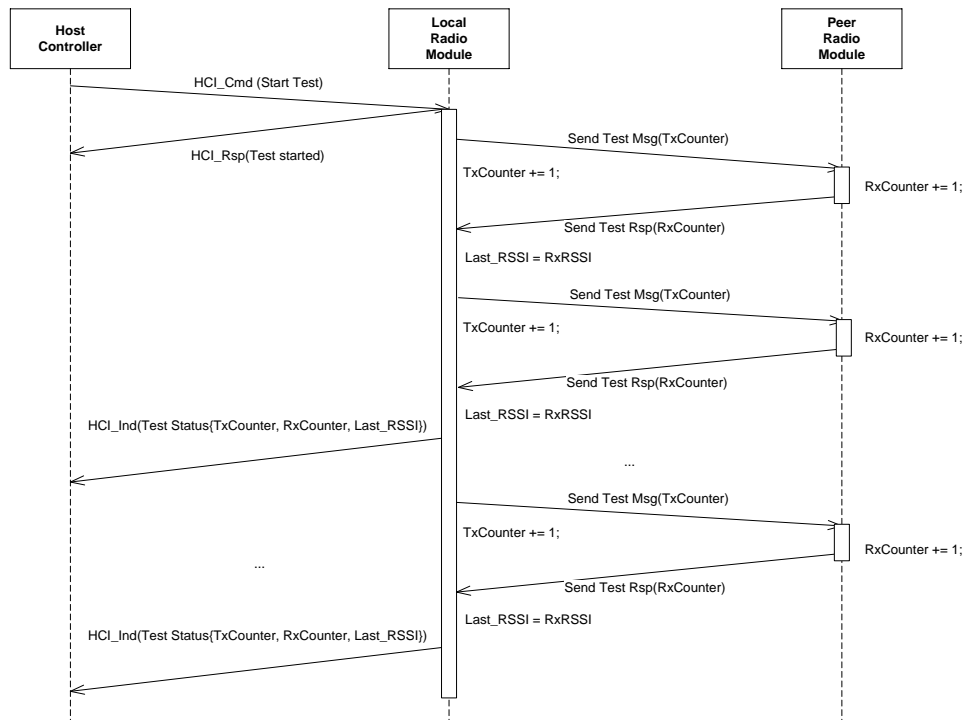 Host
Controller
Local
Radio
Module
Peer
Radio
Module
HCI_Cmd (Start Test)
HCI_Rsp(Test started)
Send Test Msg(TxCounter)
TxCounter += 1;
RxCounter += 1;
Send Test Rsp(RxCounter)
Last_RSSI = RxRSSI
Send Test Msg(TxCounter)
TxCounter += 1;
RxCounter += 1;
Send Test Rsp(RxCounter)
Last_RSSI = RxRSSI
HCI_Ind(Test Status{TxCounter, RxCounter, Last_RSSI})
...
Send Test Msg(TxCounter)
TxCounter += 1;
RxCounter += 1;
...
Send Test Rsp(RxCounter)
Last_RSSI = RxRSSI
HCI_Ind(Test Status{TxCounter, RxCounter, Last_RSSI})